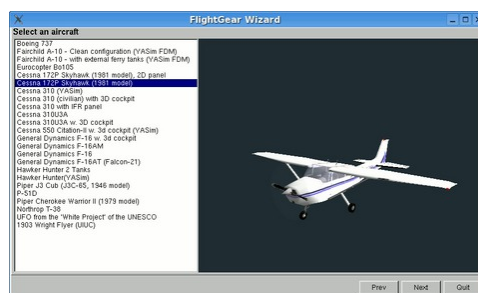 FlightGear Wizard
Select an aircraft
Boeing 737
Fairchild A-10 - Clean configuration (YASim FDM)
Fairchild A-10 - with external ferry tanks (YASim FDM)
Eurocopter Bo105
Cessna 172P Skyhawk (1981 model), 2D panel
Cessna 172P Skyhawk (1981 model)
Cessna 310 (YASim)
Cessna 310 (civilian) with 3D cockpit
Cessna 310 with IFR panel
Cessna 310U3A
Cessna 310U3A w. 3D cockpit
Cessna 550 Citation-II w. 3d cockpit (YASim)
General Dynamics F-16 w. 3d cockpit
General Dynamics F-16AM
General Dynamics F-16
General Dynamics F-16AT (Falcon-21)
Hawker Hunter 2 Tanks
Hawker Hunter(YASim)
Piper J3 Cub (J3C-65, 1946 model)
P-51D
Piper Cherokee Warrior II (1979 model)
Northrop T-38
UFO from the 'White Project' of the UNESCO
1903 Wright Flyer (UIUC)
Prev Next Quit